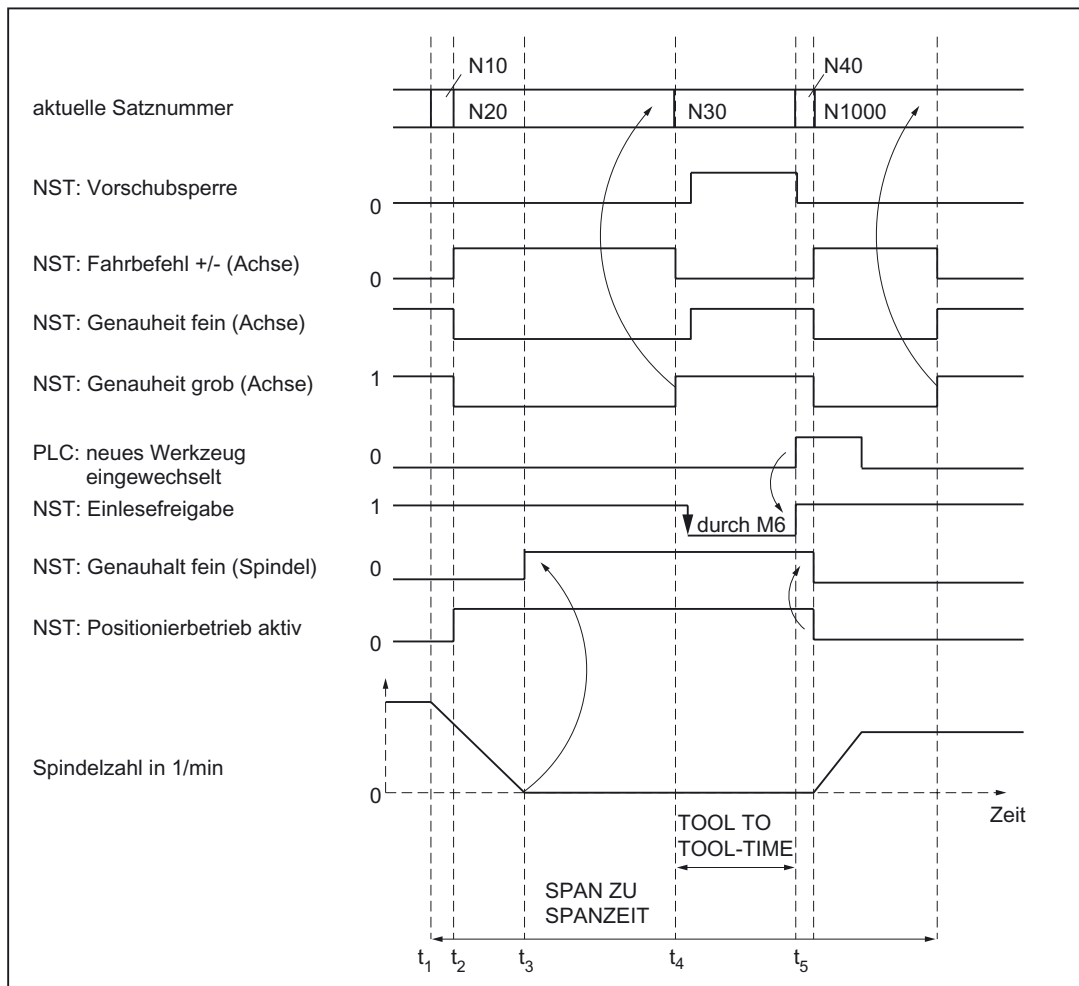 N10
N40
aktuelle Satznummer
N20
N30
N1000
NST: Vorschubsperre
0
NST: Fahrbefehl +/- (Achse)
0
NST: Genauheit fein (Achse)
NST: Genauheit grob (Achse)
1
PLC: neues Werkzeug
eingewechselt
0
NST: Einlesefreigabe
1
durch M6
NST: Genauhalt fein (Spindel)
0
NST: Positionierbetrieb aktiv
0
Spindelzahl in 1/min
0
Zeit
TOOL TO
TOOL-TIME
SPAN ZU
SPANZEIT
t1 t2 t3 t4 t5